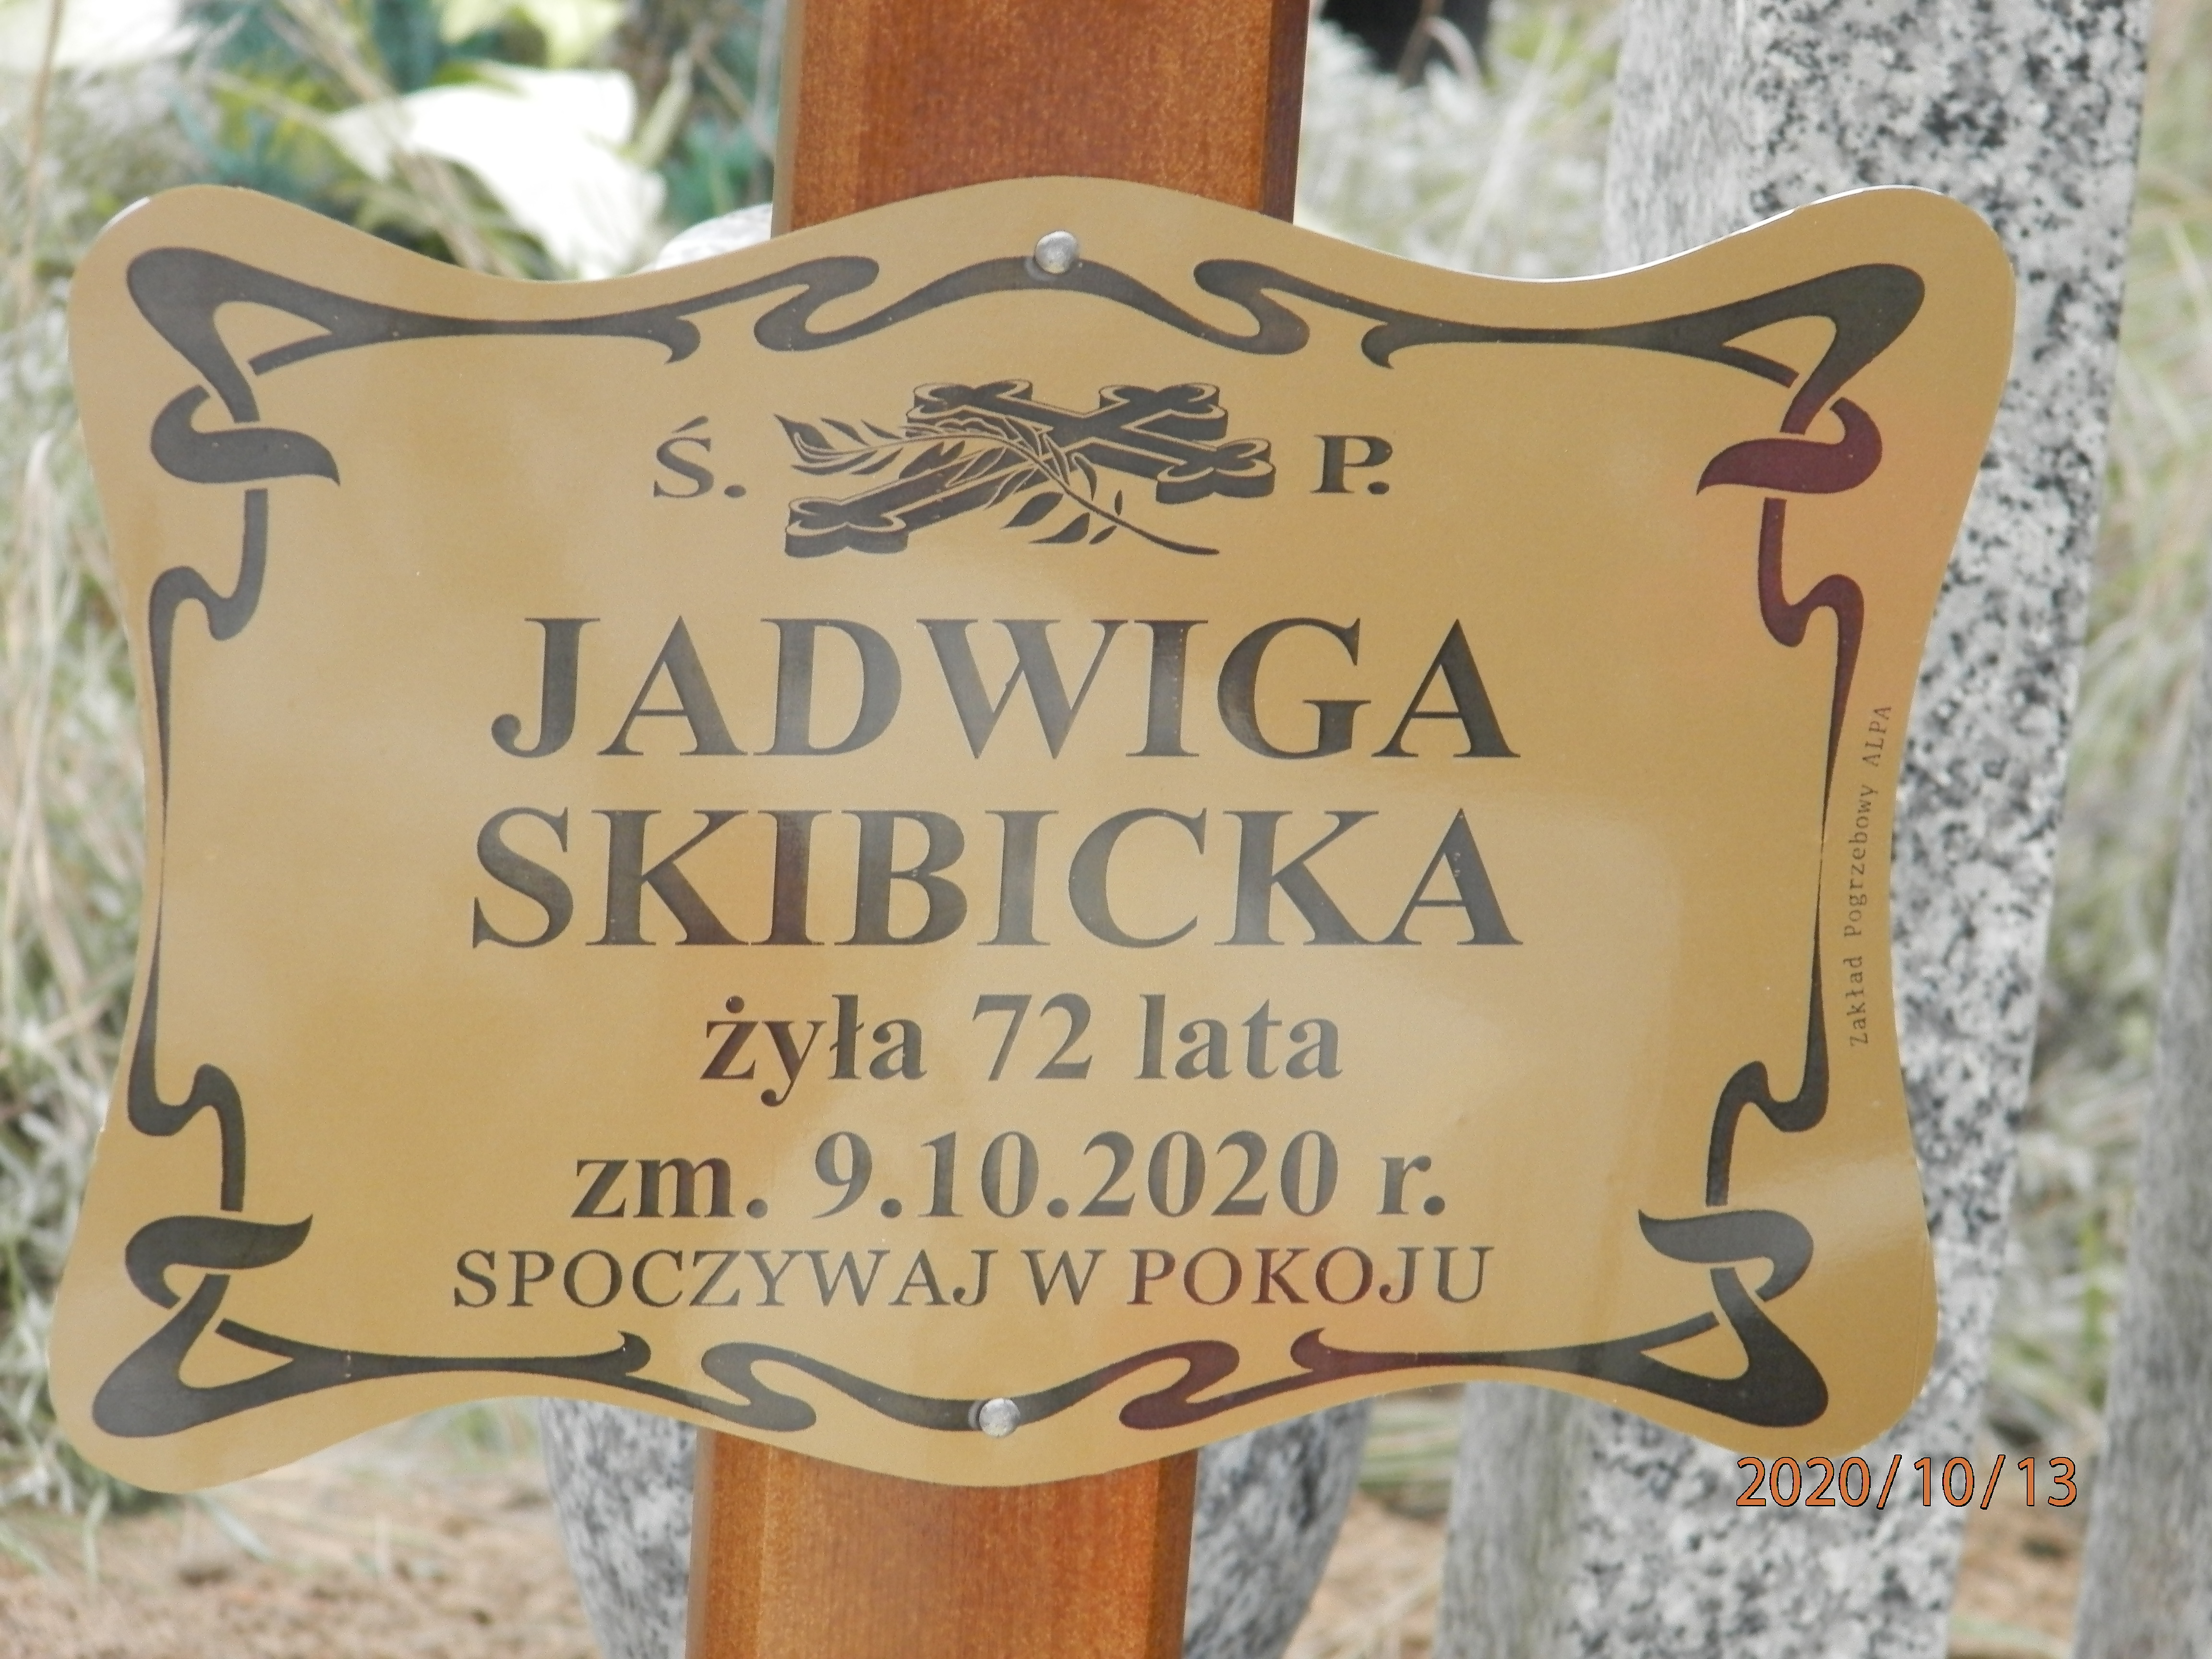 Ś. P.
JADWIGA
SKIBICKA
żyła 72 lata
zm. 9.10.2020 r.
SPOCZYWAJ W POKOJU
Zakład Pogrzebowy ALPA
2020/10/13